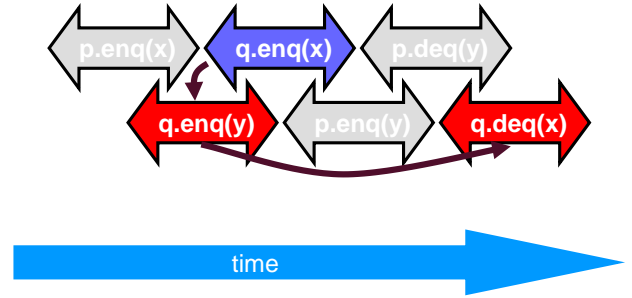 p.enq(x) q.enq(x) p.deq(y)
q.enq(y) p.enq(y) q.deq(x)
time